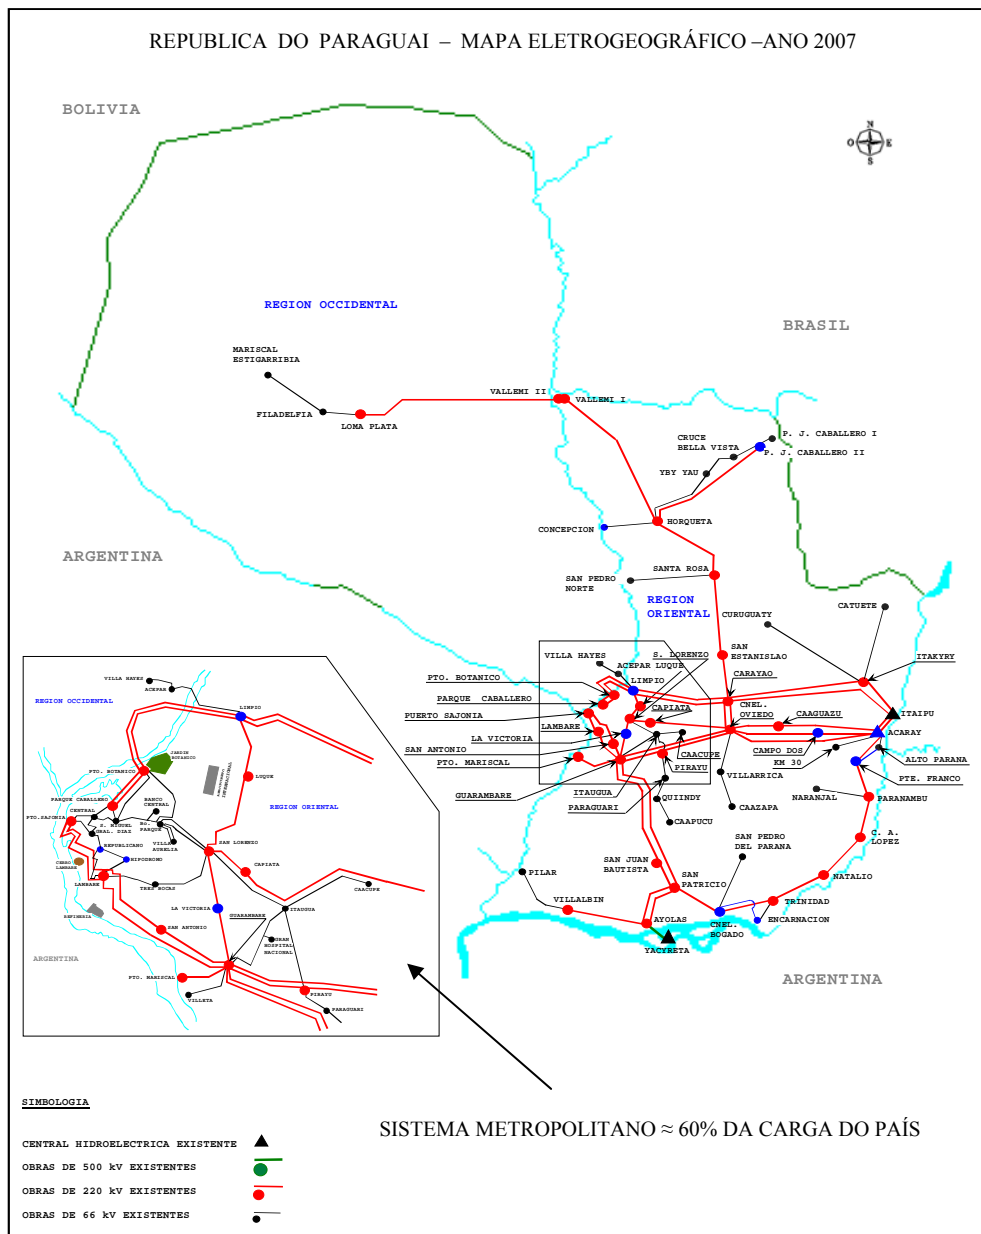 REPUBLICA DO PARAGUAI – MAPA ELETROGEOGRÁFICO –ANO 2007
BOLIVIA
N
O
E
S
REGION OCCIDENTAL
BRASIL
MARISCAL
ESTIGARRIBIA
VALLEMI II
VALLEMI I
FILADELFIA
LOMA PLATA
CRUCE
BELLA VISTA
P. J. CABALLERO I
P. J. CABALLERO II
YBY YAU
HORQUETA
CONCEPCION
ARGENTINA
SANTA ROSA
SAN PEDRO
NORTE
REGION
ORIENTAL
CURUGUATY
CATUETE
SAN
ESTANISLAO
S. LORENZO
VILLA HAYES
ACEPAR
LUQUE
LIMPIO
CARAYAO
ITAKYRY
PTO. BOTANICO
PARQUE CABALLERO
CAPIATA
CNEL.
OVIEDO
CAAGUAZU
ITAIPU
PUERTO SAJONIA
LAMBARE
ACARAY
LA VICTORIA
SAN ANTONIO
CAACUPE
CAMPO DOS
ALTO PARANA
PTO. MARISCAL
PIRAYU
KM 30
VILLARRICA
PTE. FRANCO
GUARAMBARE
ITAUGUA
PARAGUARI
QUIINDY
NARANJAL
PARANAMBU
CAAZAPA
CAAPUCU
SAN PEDRO
DEL PARANA
C. A.
LOPEZ
SAN JUAN
BAUTISTA
PILAR
SAN
PATRICIO
NATALIO
VILLALBIN
TRINIDAD
AYOLAS
CNEL.
BOGADO
ENCARNACION
YACYRETA
ARGENTINA
VILLA HAYES
ACEPAR
REGION OCCIDENTAL
LIMPIO
JARDIN
BOTANICO
PTO. BOTANICO
LUQUE
INTERNACIONAL
PARQUE CABALLERO
BANCO
CENTRAL
REGION ORIENTAL
CENTRAL
PTO.SAJONIA
S. MIGUEL
GRAL. DIAZ
BO.
PARQUE
VILLA
AURELIA
REPUBLICANO
SAN LORENZO
HIPODROMO
CERRO
LAMBARE
CAPIATA
LAMBARE
TRES BOCAS
CAACUPE
LA VICTORIA
GUARAMBARE
ITAUGUA
REFINERIA
SAN ANTONIO
GRAN
HOSPITAL
NACIONAL
ARGENTINA
PTO. MARISCAL
VILLETA
PIRAYU
PARAGUARI
SIMBOLOGIA
SISTEMA METROPOLITANO ≈ 60% DA CARGA DO PAÍS
CENTRAL HIDROELECTRICA EXISTENTE
OBRAS DE 500 kV EXISTENTES
OBRAS DE 220 kV EXISTENTES
OBRAS DE 66 kV EXISTENTES